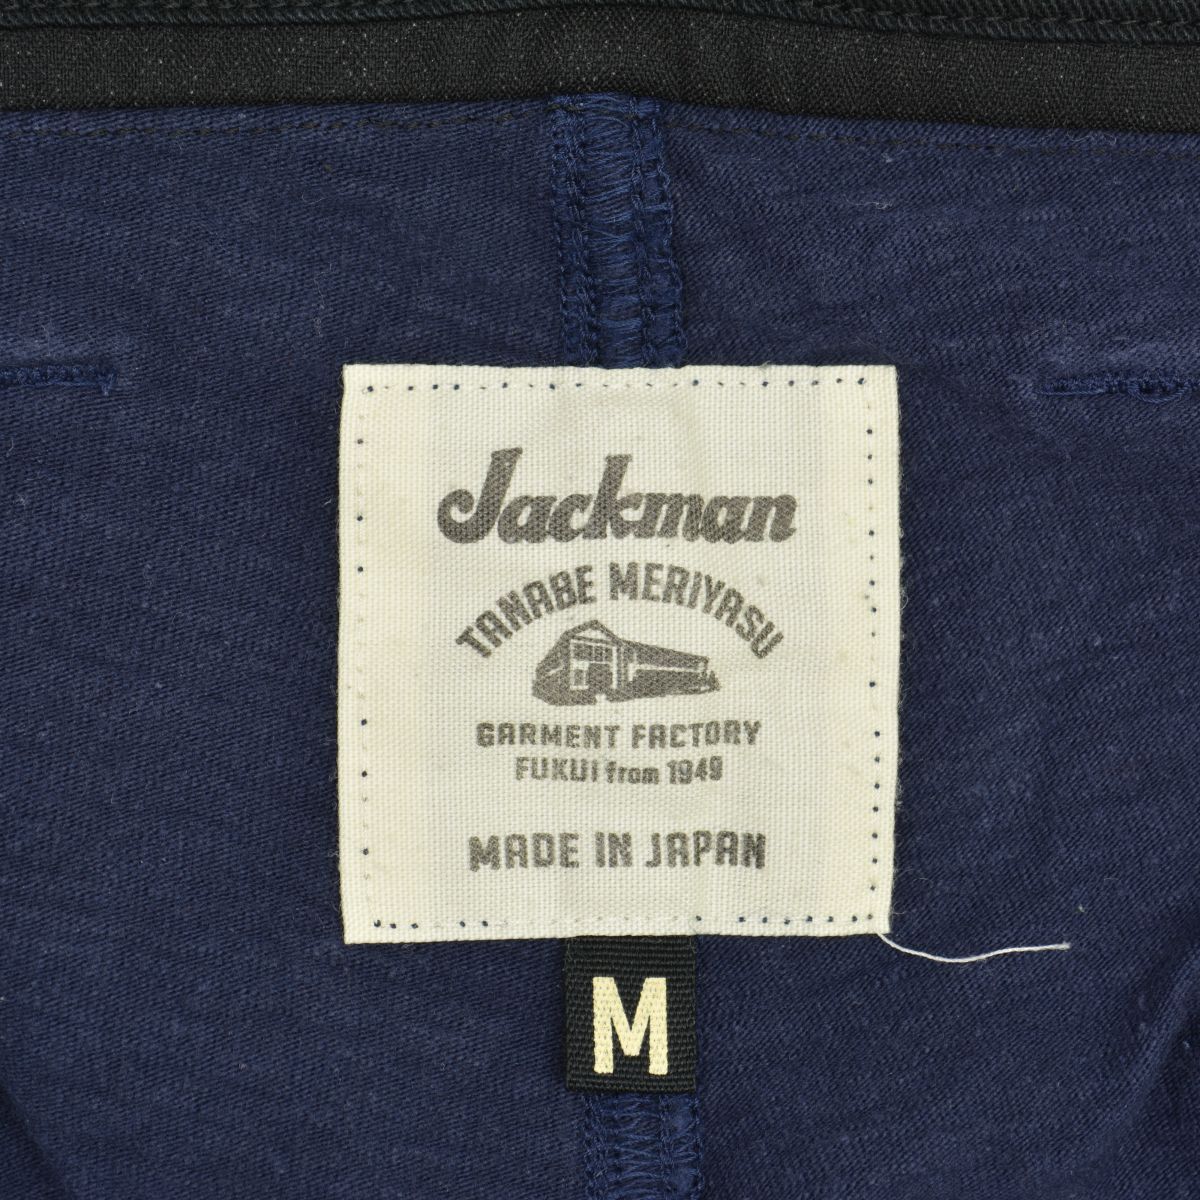 Jackman
TANABE MERIYASU
GARMENT FACTORY
FUKUI from 1949
MADE IN JAPAN
M